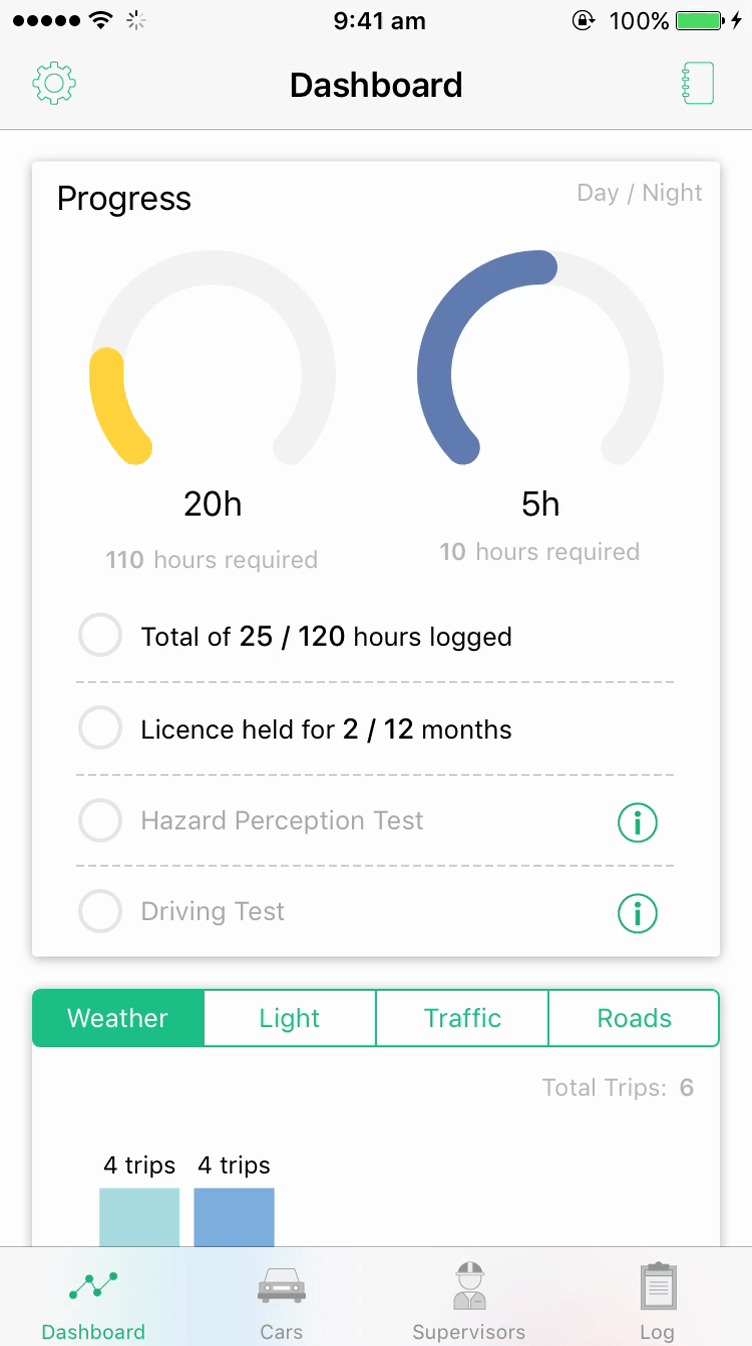 9:41 am 100%
Dashboard
Progress Day / Night
20h 5h
110 hours required 10 hours required
Total of 25 / 120 hours logged
Licence held for 2 / 12 months
Hazard Perception Test
Driving Test
Weather Light Traffic Roads
Total Trips: 6
4 trips 4 trips
Dashboard Cars Supervisors Log